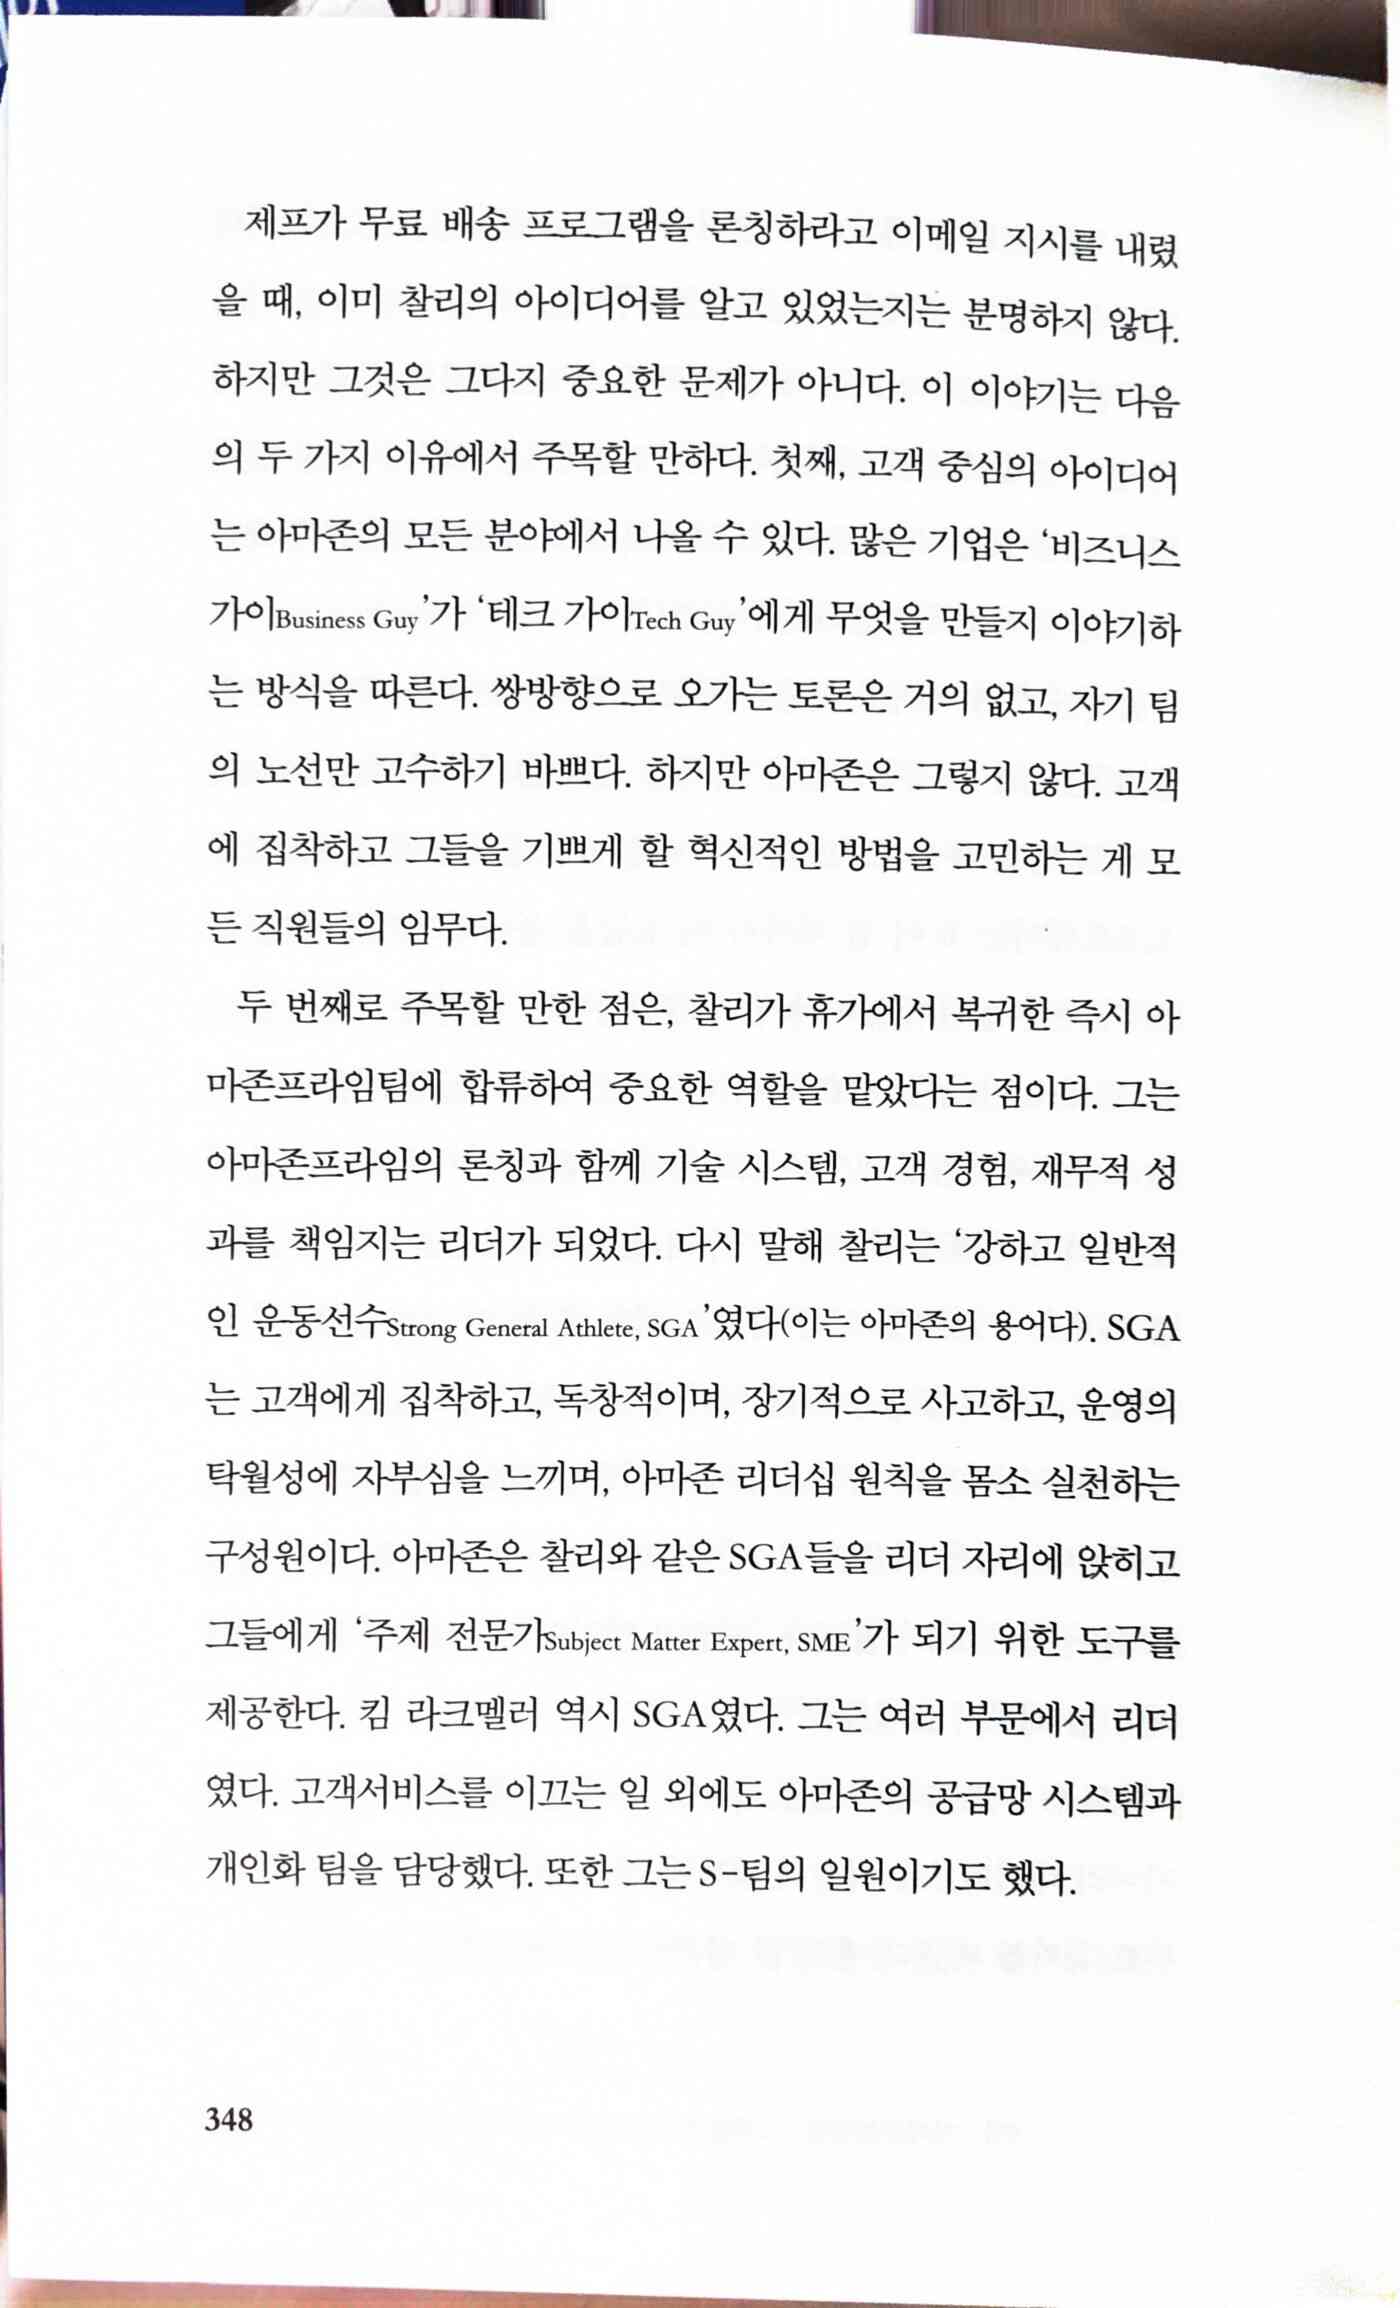 제프가 무료 배송 프로그램을 론칭하라고 이메일 지시를 내렸
을 때, 이미 찰리의 아이디어를 알고 있었는지는 분명하지 않다.
하지만 그것은 그다지 중요한 문제가 아니다. 이 이야기는 다음
의 두 가지 이유에서 주목할 만하다. 첫째, 고객 중심의 아이디어
는 아마존의 모든 분야에서 나올 수 있다. 많은 기업은 ‘비즈니스
가이Business Guy’가 ‘테크 가이Tech Guy’에게 무엇을 만들지 이야기하
는 방식을 따른다. 쌍방향으로 오가는 토론은 거의 없고, 자기 팀
의 노선만 고수하기 바쁘다. 하지만 아마존은 그렇지 않다. 고객
에 집착하고 그들을 기쁘게 할 혁신적인 방법을 고민하는 게 모
든 직원들의 임무다.
두 번째로 주목할 만한 점은, 찰리가 휴가에서 복귀한 즉시 아
마존프라임팀에 합류하여 중요한 역할을 맡았다는 점이다. 그는
아마존프라임의 론칭과 함께 기술 시스템, 고객 경험, 재무적 성
과를 책임지는 리더가 되었다. 다시 말해 찰리는 ‘강하고 일반적
인 운동선수Strong General Athlete, SGA’였다(이는 아마존의 용어다). SGA
는 고객에게 집착하고, 독창적이며, 장기적으로 사고하고, 운영의
탁월성에 자부심을 느끼며, 아마존 리더십 원칙을 몸소 실천하는
구성원이다. 아마존은 찰리와 같은 SGA들을 리더 자리에 앉히고
그들에게 ‘주제 전문가Subject Matter Expert, SME’가 되기 위한 도구를
제공한다. 킴 라크멜러 역시 SGA였다. 그는 여러 부문에서 리더
였다. 고객서비스를 이끄는 일 외에도 아마존의 공급망 시스템과
개인화 팀을 담당했다. 또한 그는 S-팀의 일원이기도 했다.
348